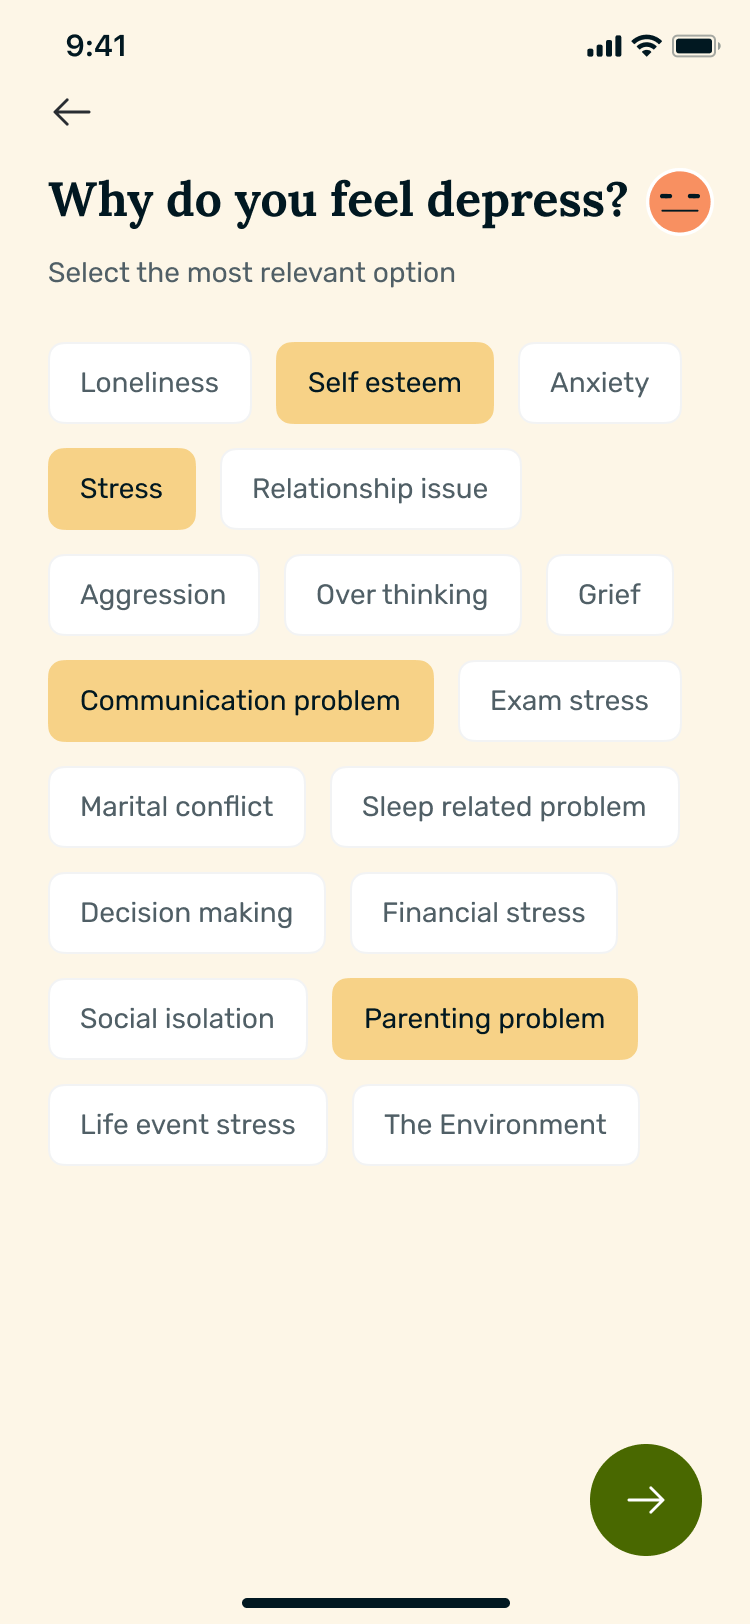 9:41
Why do you feel depress?
Select the most relevant option
Loneliness Self esteem Anxiety
Stress Relationship issue
Aggression Over thinking Grief
Communication problem Exam stress
Marital conflict Sleep related problem
Decision making Financial stress
Social isolation Parenting problem
Life event stress The Environment